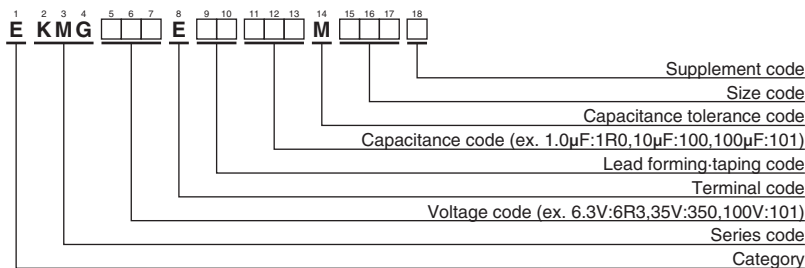 1 2 3 4 5 6 7 8 9 10 11 12 13 14 15 16 17 18
E KMG E M
Supplement code
Size code
Capacitance tolerance code
Capacitance code (ex. 1.0μF:1R0,10μF:100,100μF:101)
Lead forming·taping code
Terminal code
Voltage code (ex. 6.3V:6R3,35V:350,100V:101)
Series code
Category